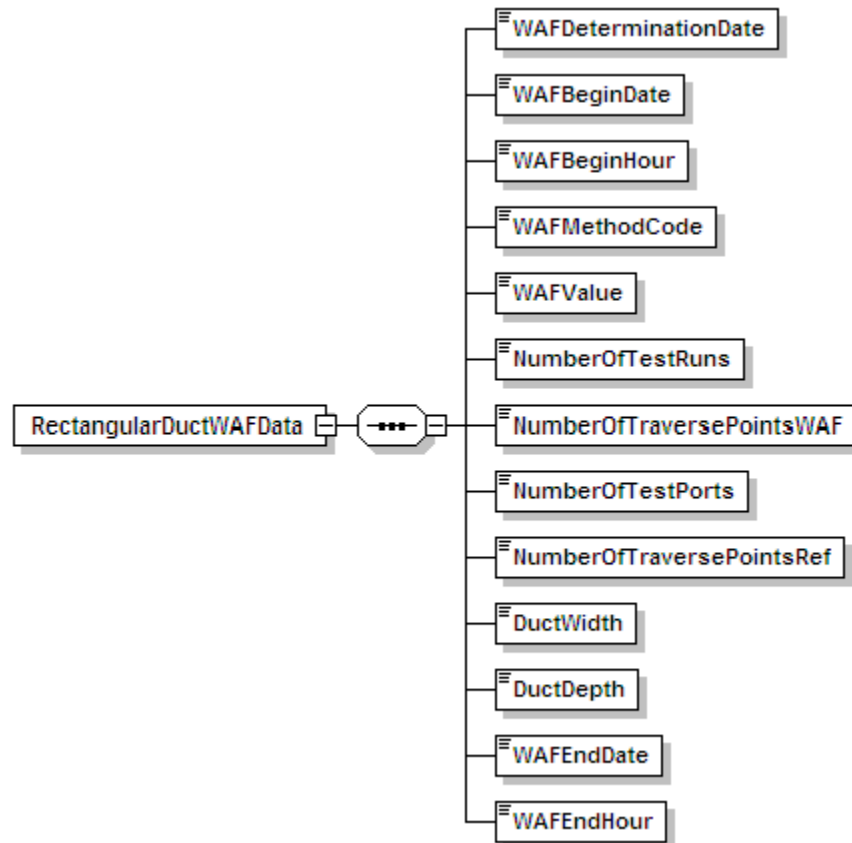 WAFDeterminationDate
WAFBeginDate
WAFBeginHour
WAFMethodCode
WAFValue
NumberOfTestRuns
RectangularDuctWAFData
NumberOfTraversePointsWAF
NumberOfTestPorts
NumberOfTraversePointsRef
DuctWidth
DuctDepth
WAFEndDate
WAFEndHour